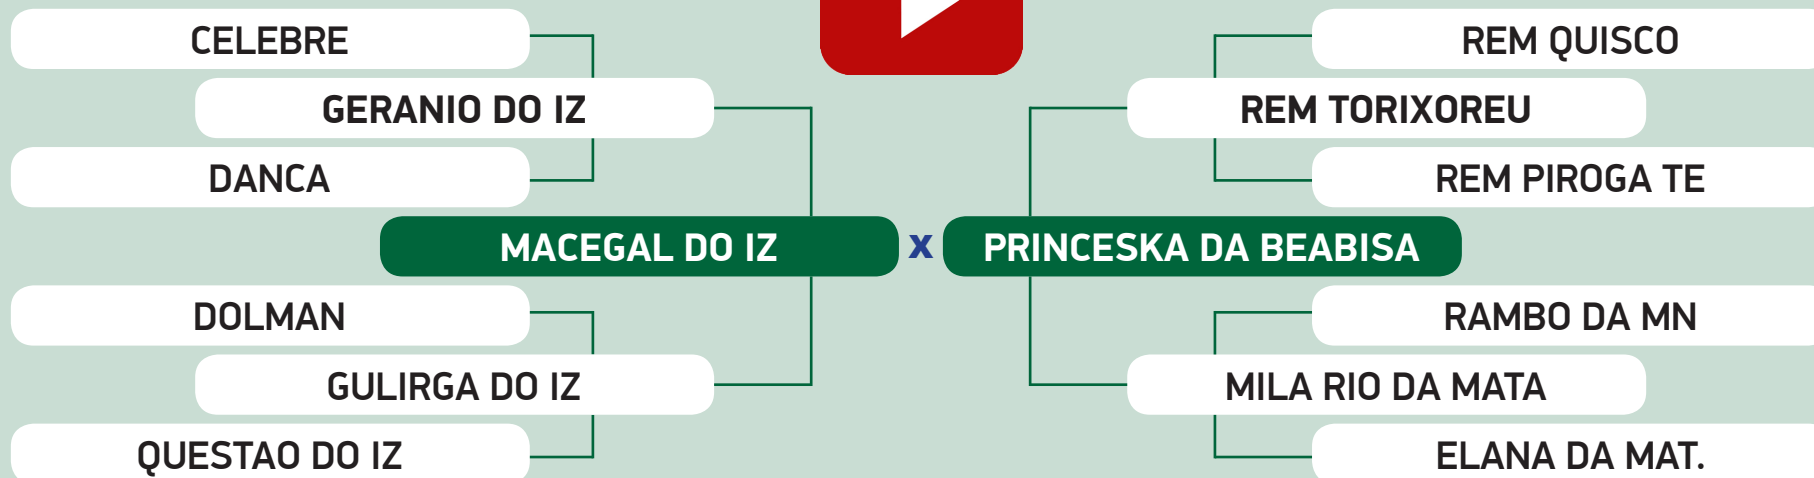 CELEBRE
REM QUISCO
GERANIO DO IZ
REM TORIXOREU
DANCA
REM PIROGA TE
MACEGAL DO IZ x PRINCESKA DA BEABISA
DOLMAN
RAMBO DA MN
GULIRGA DO IZ
MILA RIO DA MATA
QUESTAO DO IZ
ELANA DA MAT.